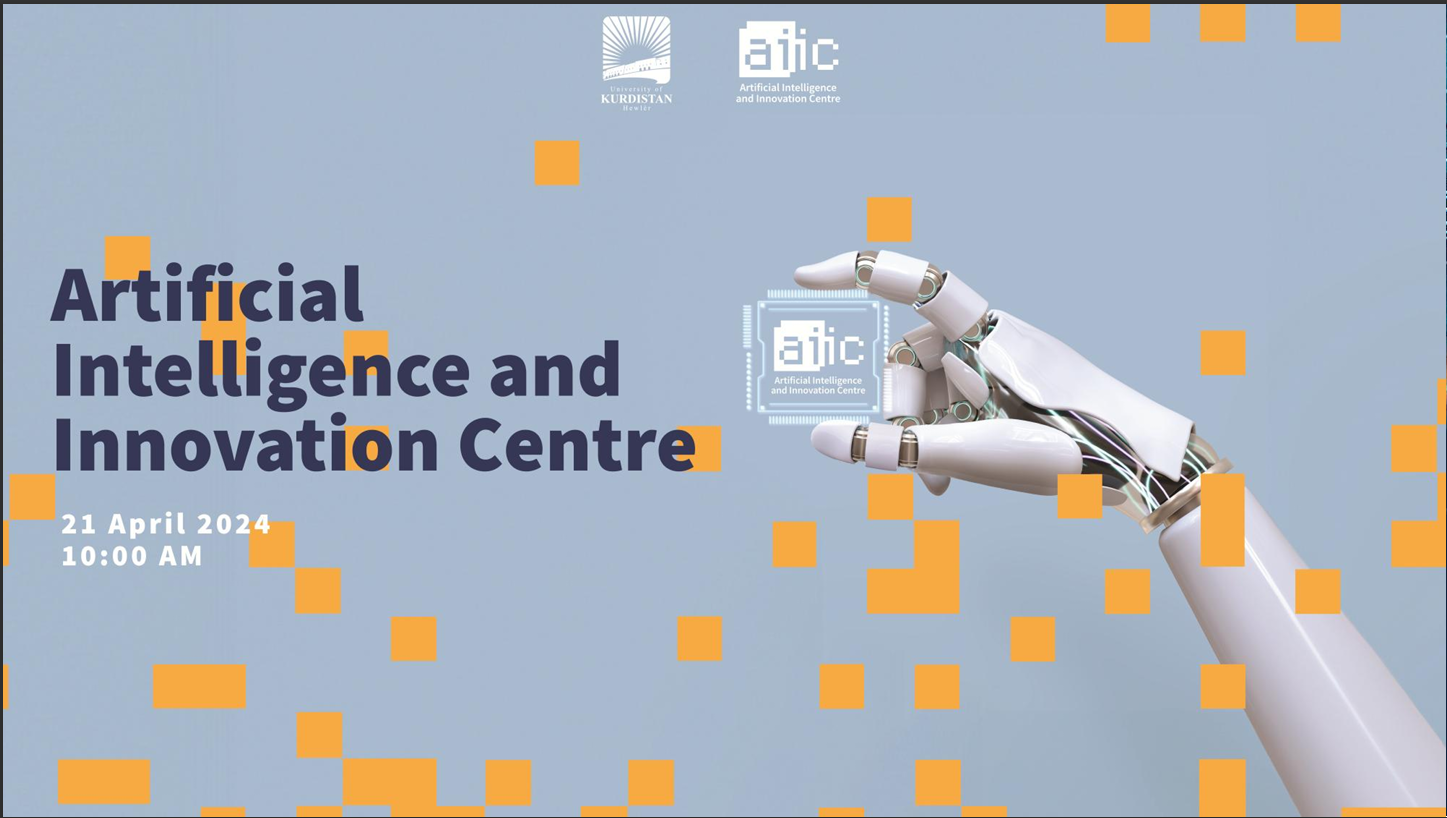 University of
KURDISTAN
Hewlêr
aiic
Artificial Intelligence
and Innovation Centre
Artificial
Intelligence and
Innovation Centre
21 April 2024
10:00 AM
aiic
Artificial Intelligence
and Innovation Centre